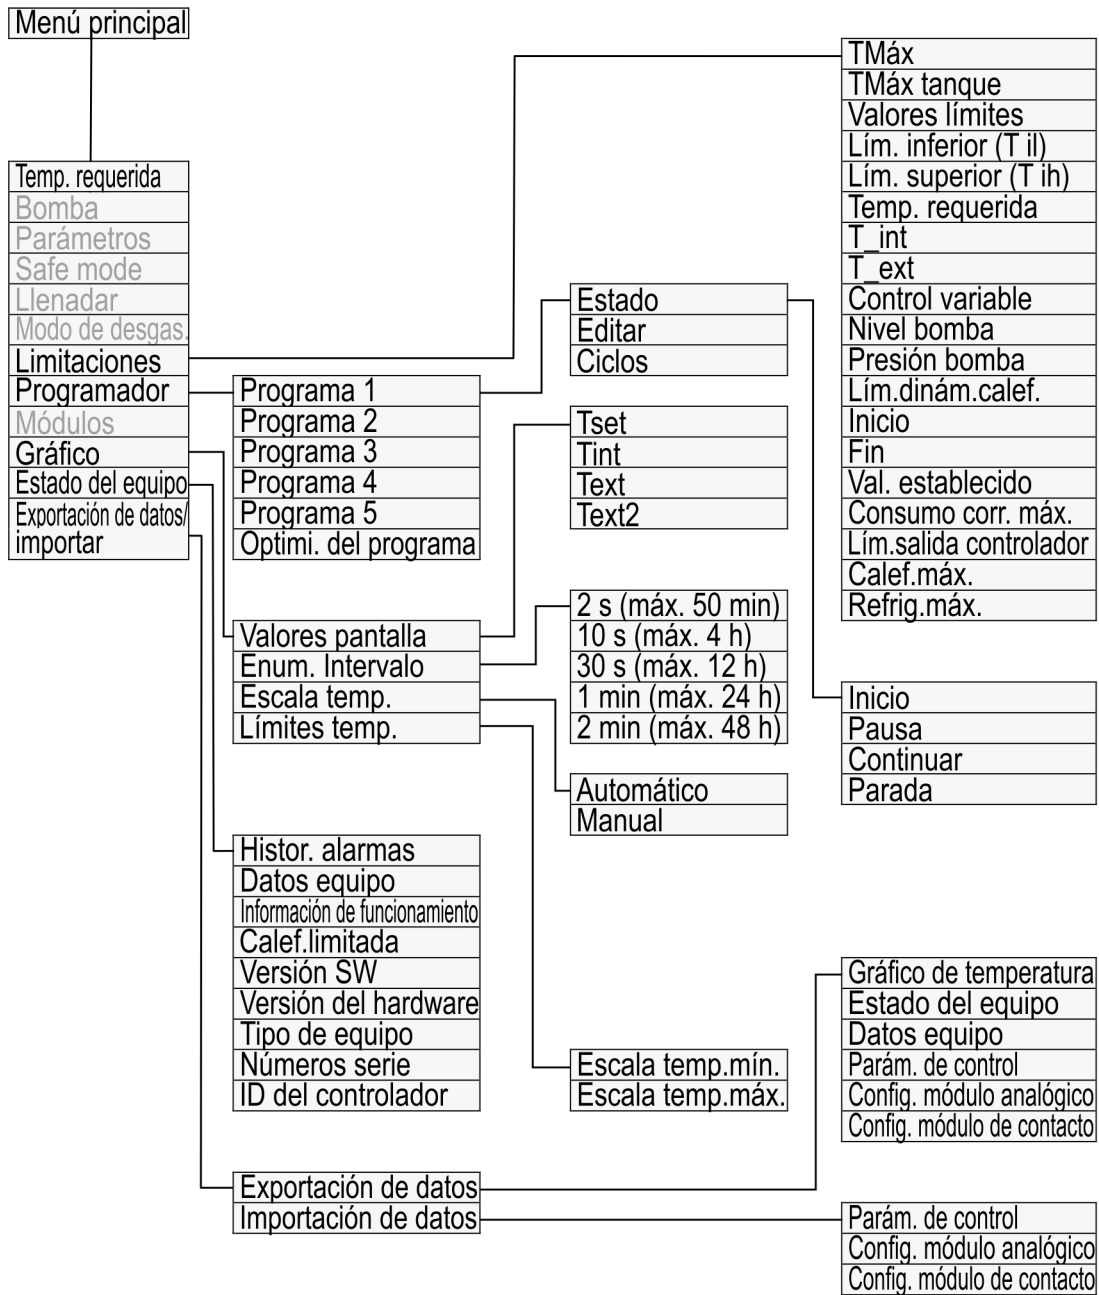 Menú principal
Temp. requerida
Bomba
Parámetros
Safe mode
Llenadar
Modo de desgas.
Limitaciones
Programador
Módulos
Gráfico
Estado del equipo
Exportación de datos/
importar
Programa 1
Programa 2
Programa 3
Programa 4
Programa 5
Optimi. del programa
Valores pantalla
Enum. Intervalo
Escala temp.
Límites temp.
Histor. alarmas
Datos equipo
Información de funcionamiento
Calef.limitada
Versión SW
Versión del hardware
Tipo de equipo
Números serie
ID del controlador
Exportación de datos
Importación de datos
Estado
Editar
Ciclos
Tset
Tint
Text
Text2
2 s (máx. 50 min)
10 s (máx. 4 h)
30 s (máx. 12 h)
1 min (máx. 24 h)
2 min (máx. 48 h)
Automático
Manual
Escala temp.mín.
Escala temp.máx.
TMáx
TMáx tanque
Valores límites
Lím. inferior (T il)
Lím. superior (T ih)
Temp. requerida
T_int
T_ext
Control variable
Nivel bomba
Presión bomba
Lím.dinám.calef.
Inicio
Fin
Val. establecido
Consumo corr. máx.
Lím.salida controlador
Calef.máx.
Refrig.máx.
Inicio
Pausa
Continuar
Parada
Gráfico de temperatura
Estado del equipo
Datos equipo
Parám. de control
Config. módulo analógico
Config. módulo de contacto
Parám. de control
Config. módulo analógico
Config. módulo de contacto